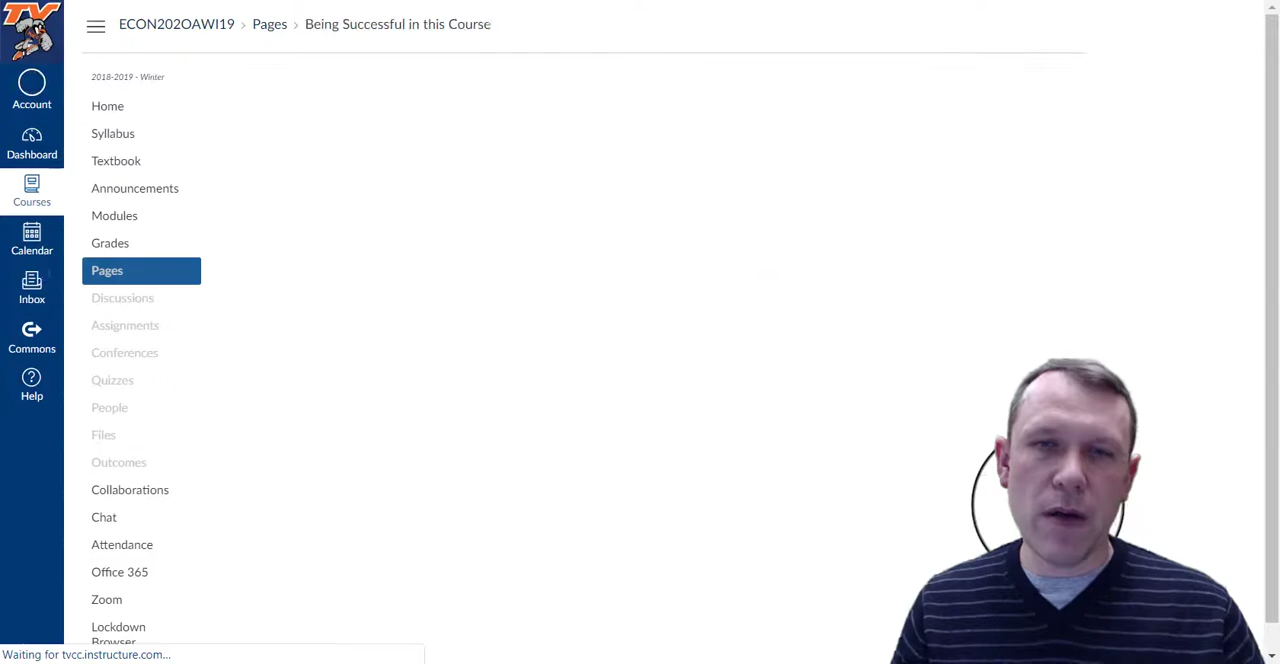 TV
ECON202OAWI19 > Pages > Being Successful in this Course
2018-2019 - Winter
Home
Syllabus
Textbook
Announcements
Modules
Grades
Pages
Discussions
Assignments
Conferences
Quizzes
People
Files
Outcomes
Collaborations
Chat
Attendance
Office 365
Zoom
Lockdown
Browser
Account
Dashboard
Courses
Calendar
Inbox
Commons
Help
Waiting for tvcc.instructure.com...